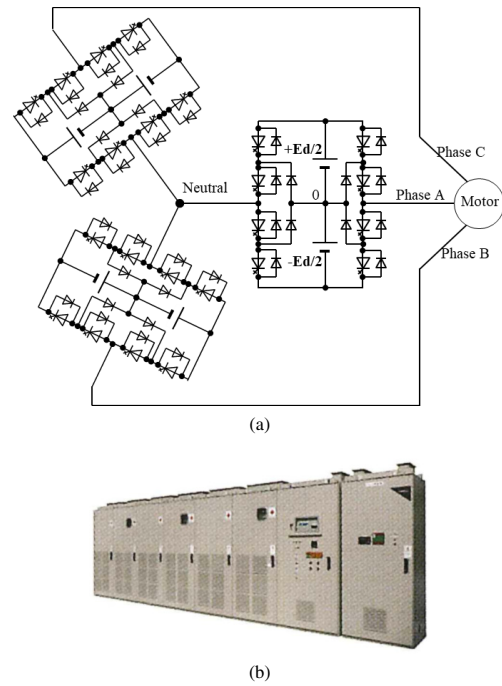 Phase C
+Ed/2
Neutral
0
Phase A
Motor
-Ed/2
Phase B
(a)
(b)